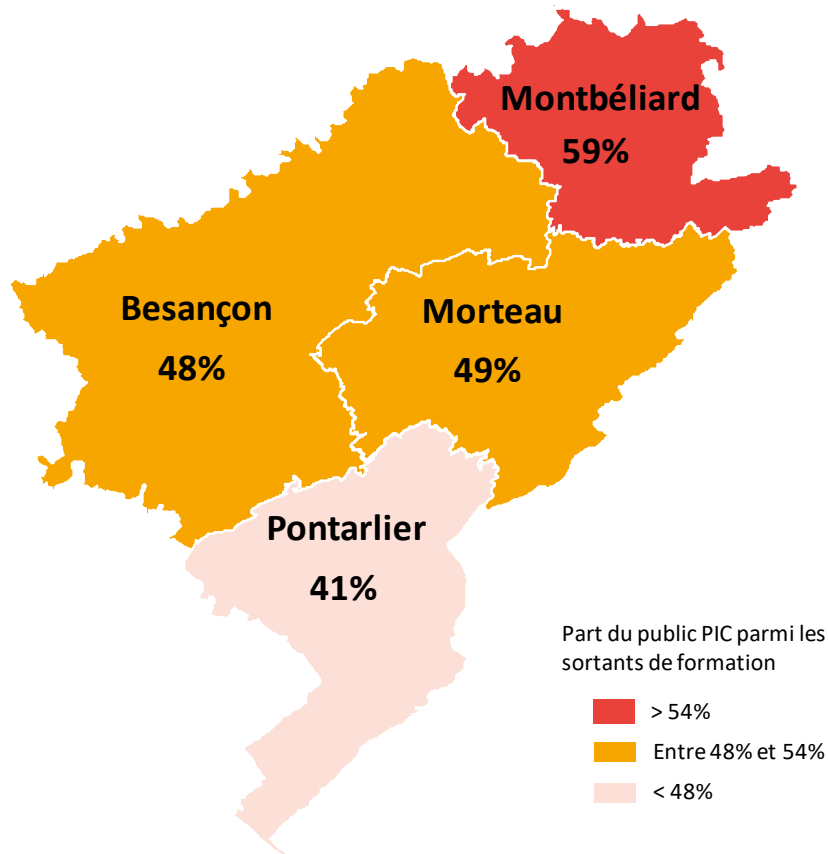 Montbéliard
59%
Besançon
48%
Morteau
49%
Pontarlier
41%
Part du public PIC parmi les
sortants de formation
> 54%
Entre 48% et 54%
< 48%